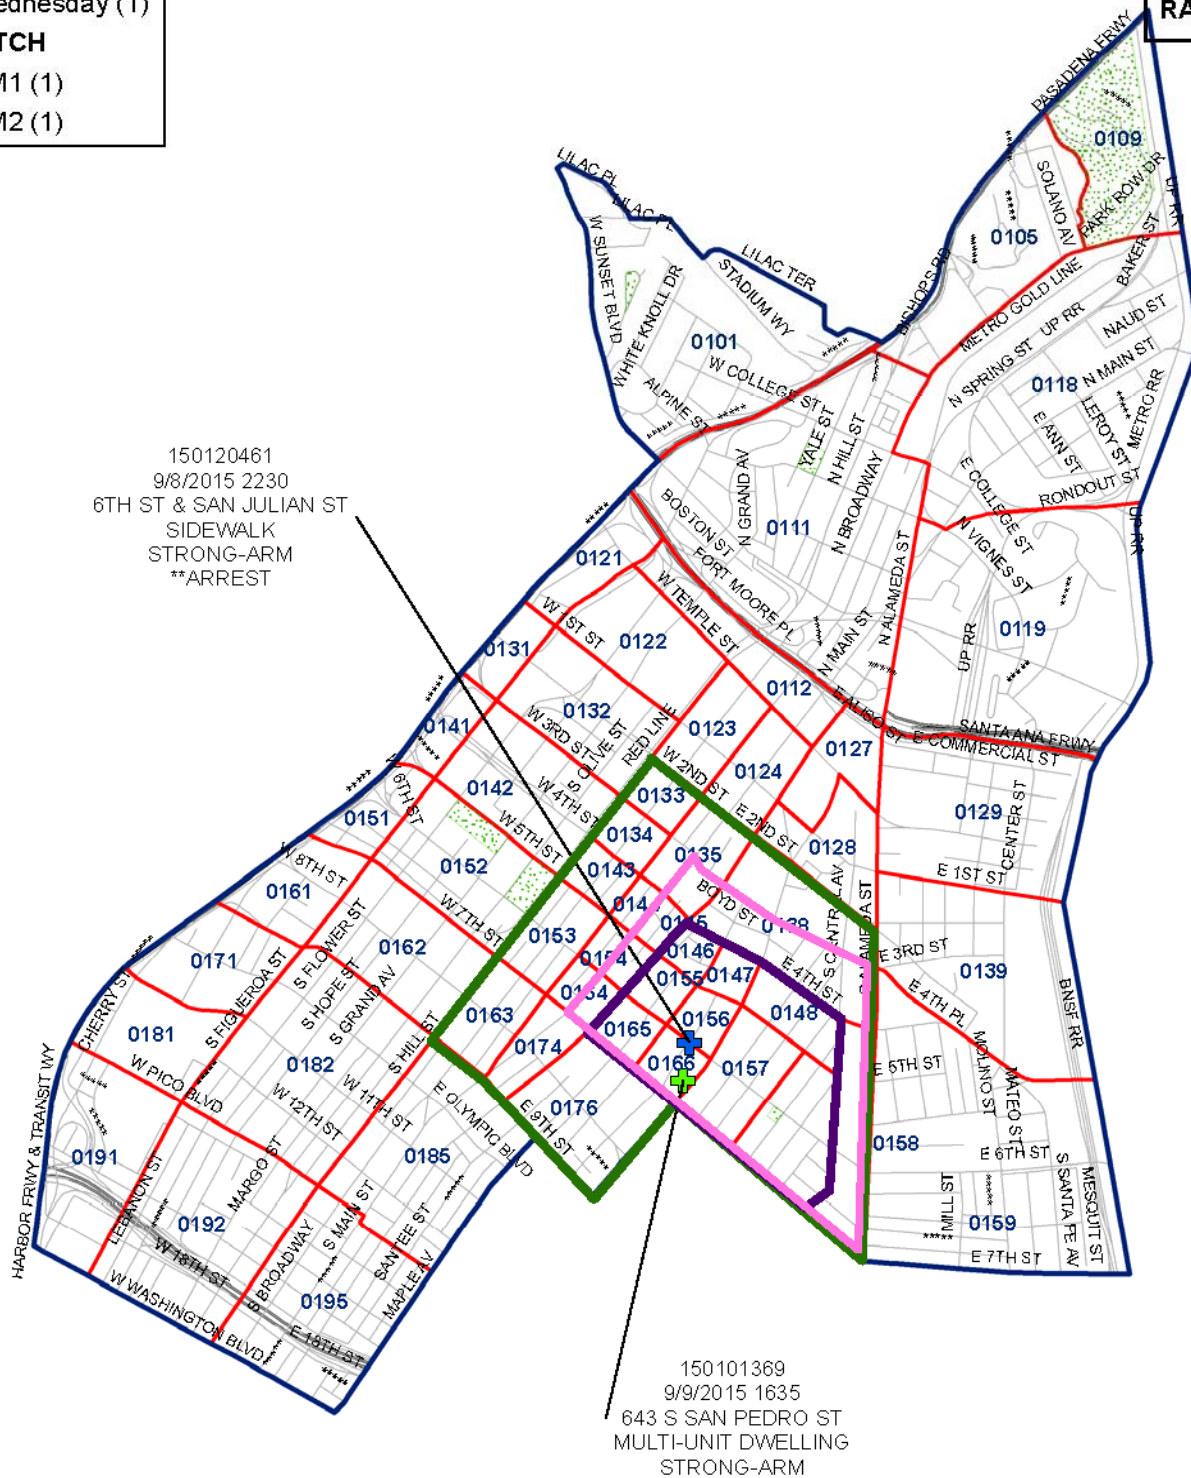 TCH
(1)
(1)
RA
PASADENA FRWY
0109
LILAC PL
SOLANO AV
PARK ROW DR
UP RR
W SUNSET BLVD
LILAC TER
0105
BAKER ST
STADIUM WY
BISHOPS RD
METRO GOLD LINE
WHITE KNOLL DR
0101
N SPRING ST
UP RR
NAUD ST
W COLLEGE ST
0118
N MAIN ST
ALPINE ST
YALE ST
N HILL ST
E ANN ST
LEROY ST
METRO RR
150120461
9/8/2015 2230
6TH ST & SAN JULIAN ST
SIDEWALK
STRONG-ARM
**ARREST
N GRAND AV
N BROADWAY
E COLLEGE ST
RONDOUT ST
BOSTON ST
0111
N VIGNES ST
UP RR
0121
FORT MOORE PL
N ALAMEDA ST
W TEMPLE ST
W 1ST ST
0131
0122
N MAIN ST
UP RR
0119
0112
0132
S OLIVE ST
RED LINE
0123
E ALISO ST
SANTA ANA FRWY
E COMMERCIAL ST
0141
W 3RD ST
W 2ND ST
0127
0124
W 6TH ST
0142
W 4TH ST
0133
E 2ND ST
0129
CENTER ST
0151
W 5TH ST
0134
0128
W 8TH ST
0152
0143
0135
E 1ST ST
0161
BOYD ST
S FLOWER ST
W 7TH ST
0153
0138
S ALAMEDA ST
0171
0162
0154
0146
E 3RD ST
S FIGUEROA ST
S HOPE ST
S GRAND AV
0155
0147
E 4TH ST
0139
CHERRY ST
E 4TH PL
BNSF RR
0181
0163
0165
0156
0148
S HILL ST
0174
W PICO BLVD
0182
0166
0157
E 5TH ST
MOLINO ST
MATEO ST
W 11TH ST
W 12TH ST
E OLYMPIC BLVD
E 9TH ST
0176
HARBOR FRWY & TRANSIT WY
0191
MARGO ST
0185
0158
E 6TH ST
LEBANON ST
S MAIN ST
MILL ST
S SANTA FE AV
MESQUIT ST
0192
S BROADWAY
SANTEE ST
0159
W 18TH ST
MAPLE AV
E 7TH ST
W WASHINGTON BLVD
0195
E 18TH ST
150101369
9/9/2015 1635
643 S SAN PEDRO ST
MULTI-UNIT DWELLING
STRONG-ARM